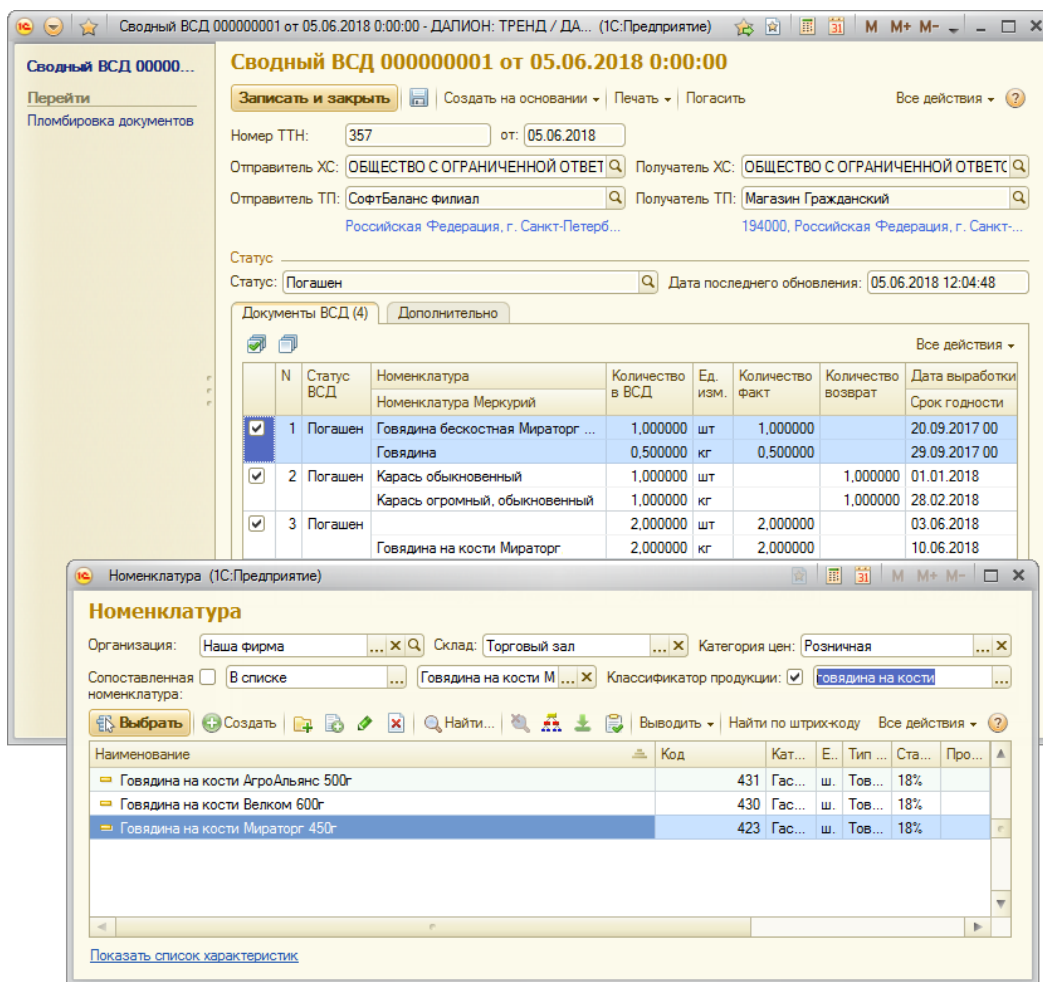 Сводный ВСД 000000001 от 05.06.2018 0:00:00 - ДАЛИОН: ТРЕНД / ДА... (1С:Предприятие) 31 M M+ M-
Сводный ВСД 00000...
Перейти
Пломбировка документов
Сводный ВСД 000000001 от 05.06.2018 0:00:00
Записать и закрыть Создать на основании Печать Погасить Все действия ?
Номер ТТН: 357 от: 05.06.2018
Отправитель ХС: ОБЩЕСТВО С ОГРАНИЧЕННОЙ ОТВЕТ Получатель ХС: ОБЩЕСТВО С ОГРАНИЧЕННОЙ ОТВЕТС
Отправитель ТП: СофтБаланс филиал Получатель ТП: Магазин Гражданский
Российская Федерация, г. Санкт-Петерб... 194000, Российская Федерация, г. Санкт-...
Статус
Статус: Погашен Дата последнего обновления: 05.06.2018 12:04:48
Документы ВСД (4) Дополнительно
Все действия
N Статус ВСД Номенклатура Количество в ВСД Ед. изм. Количество факт Количество возврат Дата выработки
Номенклатура Меркурий Срок годности
1 Погашен Говядина бескостная Мираторг ... 1,000000 шт 1,000000 20.09.2017 00
Говядина 0,500000 кг 0,500000 29.09.2017 00
2 Погашен Карась обыкновенный 1,000000 шт 1,000000 01.01.2018
Карась огромный, обыкновенный 1,000000 кг 1,000000 28.02.2018
3 Погашен 2,000000 шт 2,000000 03.06.2018
Говядина на кости Мираторг 2,000000 кг 2,000000 10.06.2018
Номенклатура (1С:Предприятие) 31 M M+ M-
Номенклатура
Организация: Наша фирма ... Склад: Торговый зал ... Категория цен: Розничная ...
Сопоставленная номенклатура: В списке ... Говядина на кости М ... Классификатор продукции: говядина на кости ...
Выбрать Создать Найти... Выводить Найти по штрих-коду Все действия ?
Наименование Код Кат... Е.. Тип ... Ста... Про...
Говядина на кости АгроАльянс 500г 431 Гас... ш. Тов... 18%
Говядина на кости Велком 600г 430 Гас... ш. Тов... 18%
Говядина на кости Мираторг 450г 423 Гас... ш. Тов... 18%
Показать список характеристик